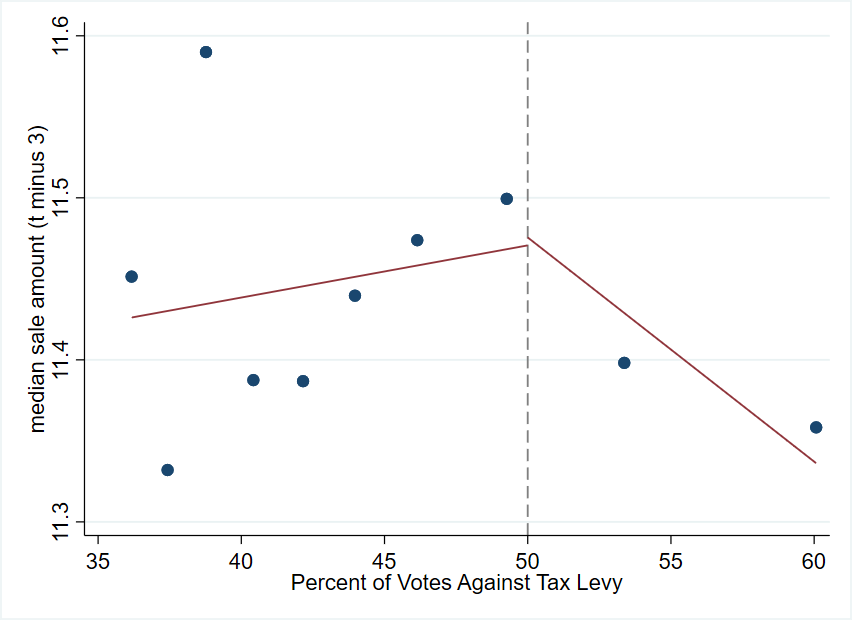 median sale amount (t minus 3)
11.6
11.5
11.4
11.3
35 40 45 50 55 60
Percent of Votes Against Tax Levy